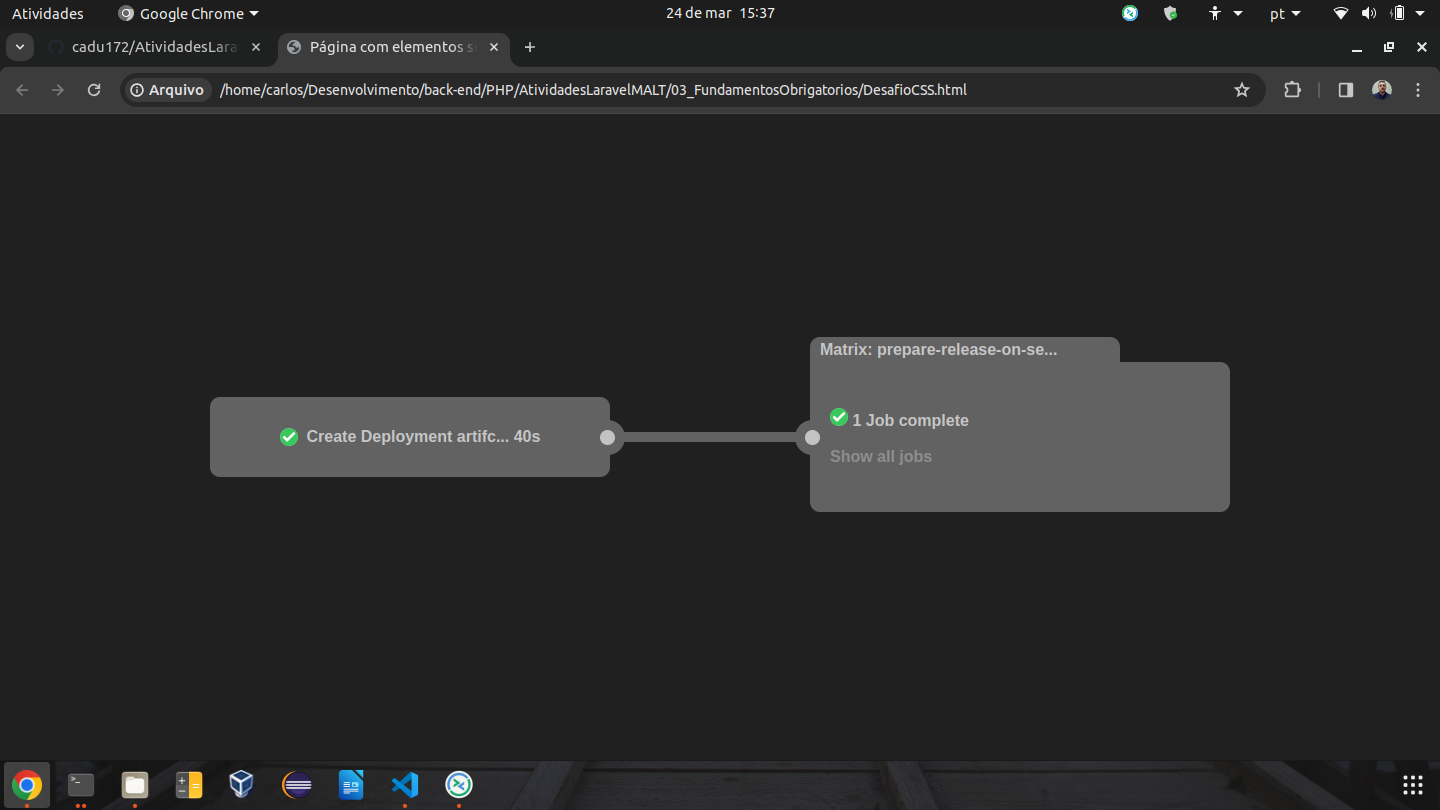 Atividades
Google Chrome
24 de mar 15:37
pt
cadu172/AtividadesLara
Página com elementos se
Arquivo
/home/carlos/Desenvolvimento/back-end/PHP/AtividadesLaravelMALT/03_FundamentosObrigatorios/DesafioCSS.html
Matrix: prepare-release-on-se...
Create Deployment artifc... 40s
1 Job complete
Show all jobs